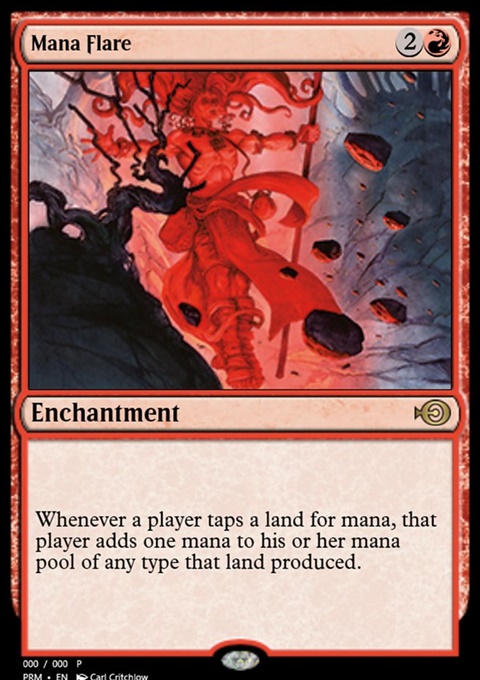 Mana Flare 2
Enchantment
Whenever a player taps a land for mana, that
player adds one mana to his or her mana
pool of any type that land produced.
000 / 000 P
PRM • EN Carl Critchlow